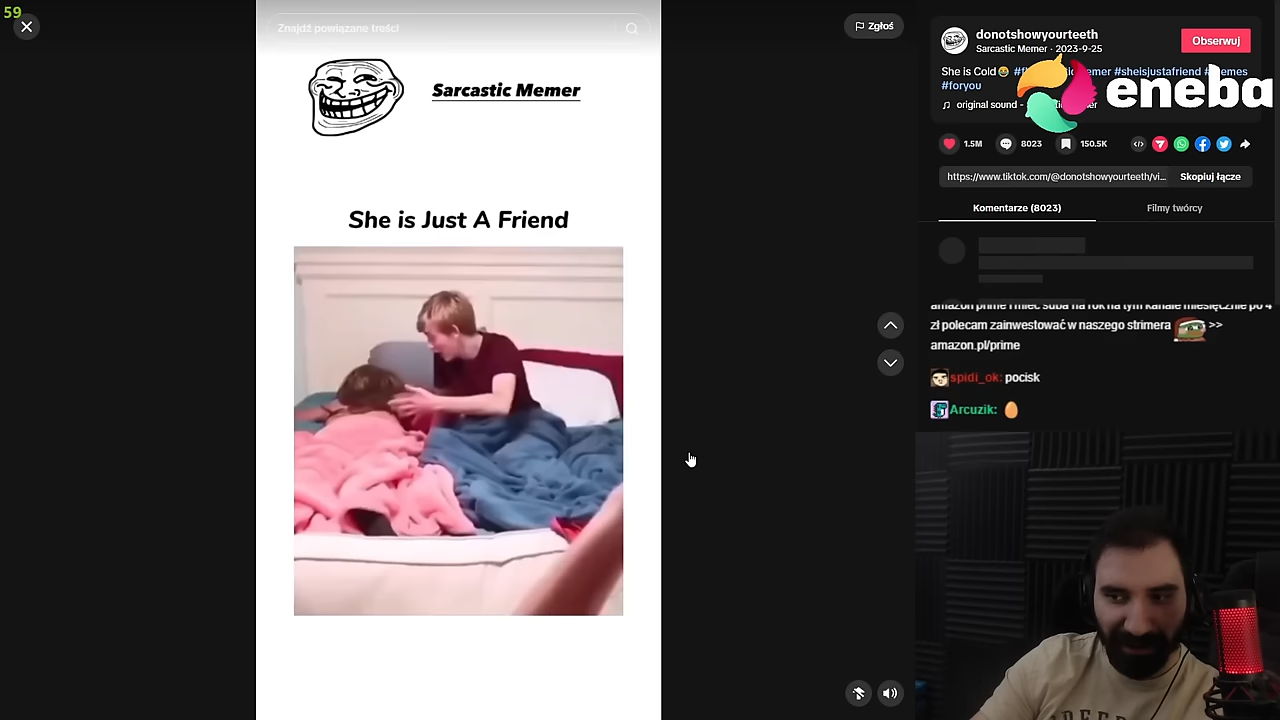 59
Znajdź powiązane treści
Zgłoś
Sarcastic Memer
She is Just A Friend
donotshowyourteeth
Sarcastic Memer · 2023-9-25
Obserwuj
She is Cold😂 #sheisjustafriend
#foryou
eneba
♫ original sound -
1.5M
8023
150.5K
https://www.tiktok.com/@donotshowyourteeth/vi...
Skopiuj łącze
Komentarze (8023)
Filmy twórcy
amazon prime i mieć suba na rok na tym kanale miesięcznie po 4
zł polecam zainwestować w naszego strimera >>
amazon.pl/prime
spidi_ok: pocisk
Arcuzik: 🥚